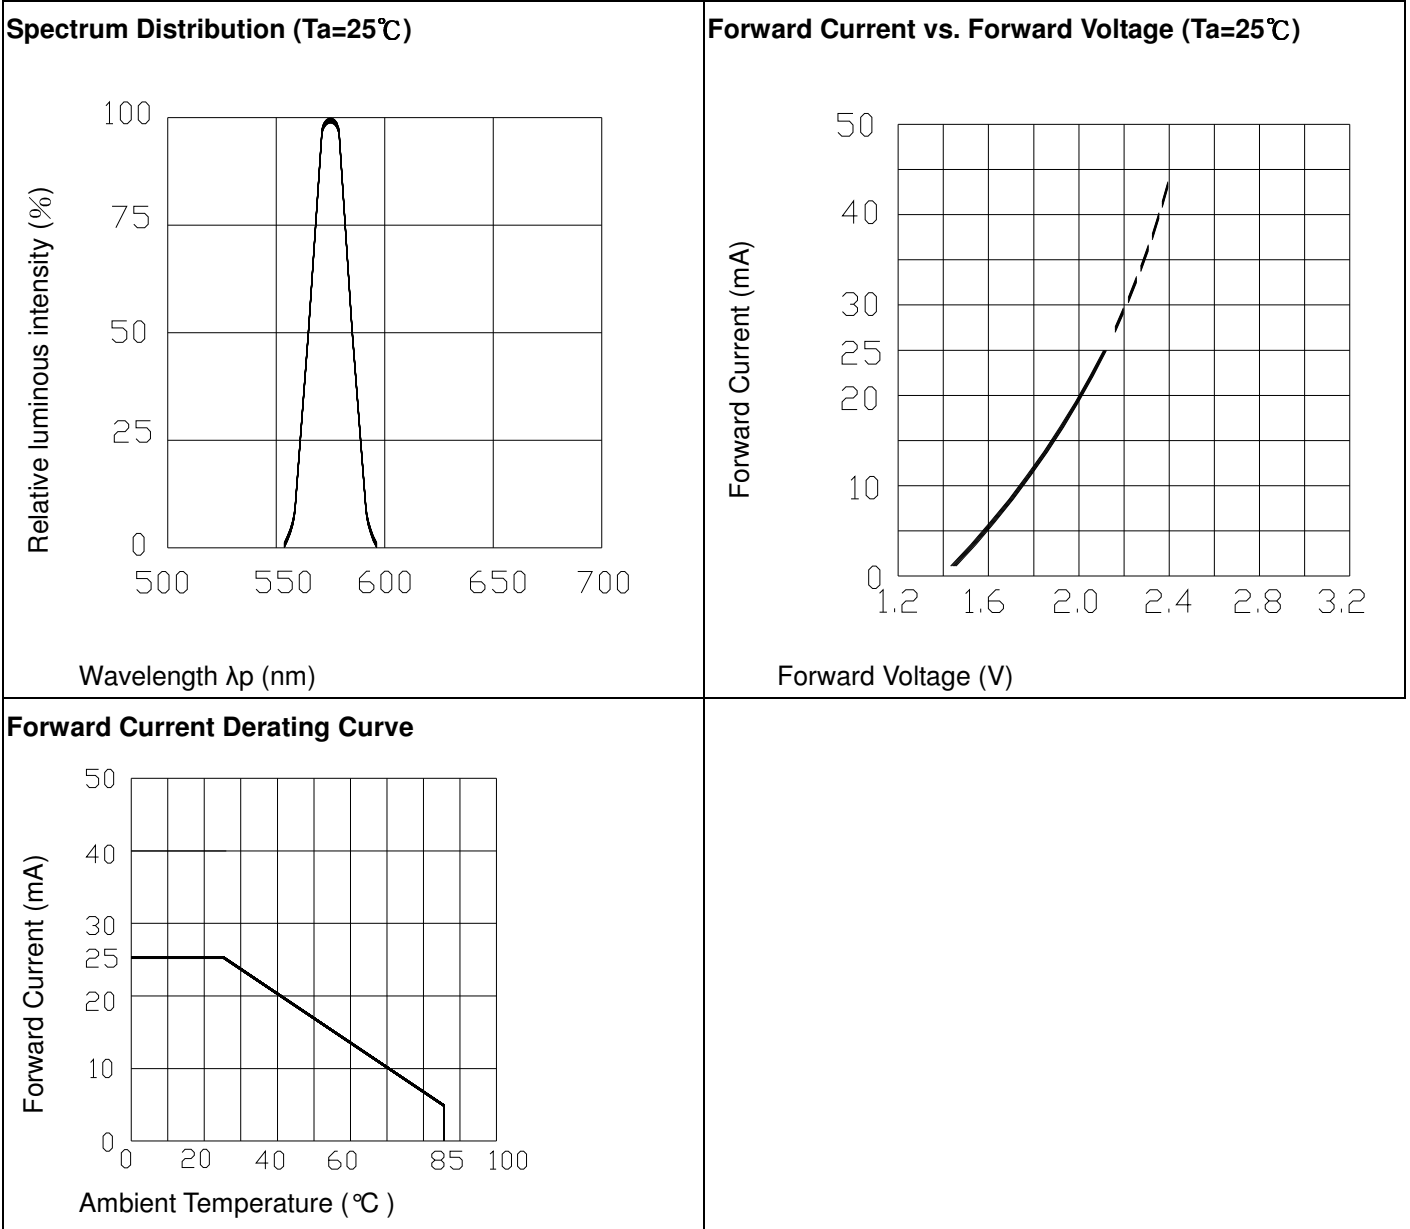 Spectrum Distribution (Ta=25℃)
Relative luminous intensity (%)
100
75
50
25
0
500 550 600 650 700
Wavelength λp (nm)
Forward Current vs. Forward Voltage (Ta=25℃)
Forward Current (mA)
50
40
30
25
20
10
0
1.2 1.6 2.0 2.4 2.8 3.2
Forward Voltage (V)
Forward Current Derating Curve
Forward Current (mA)
50
40
30
25
20
10
0
0 20 40 60 85 100
Ambient Temperature (℃ )